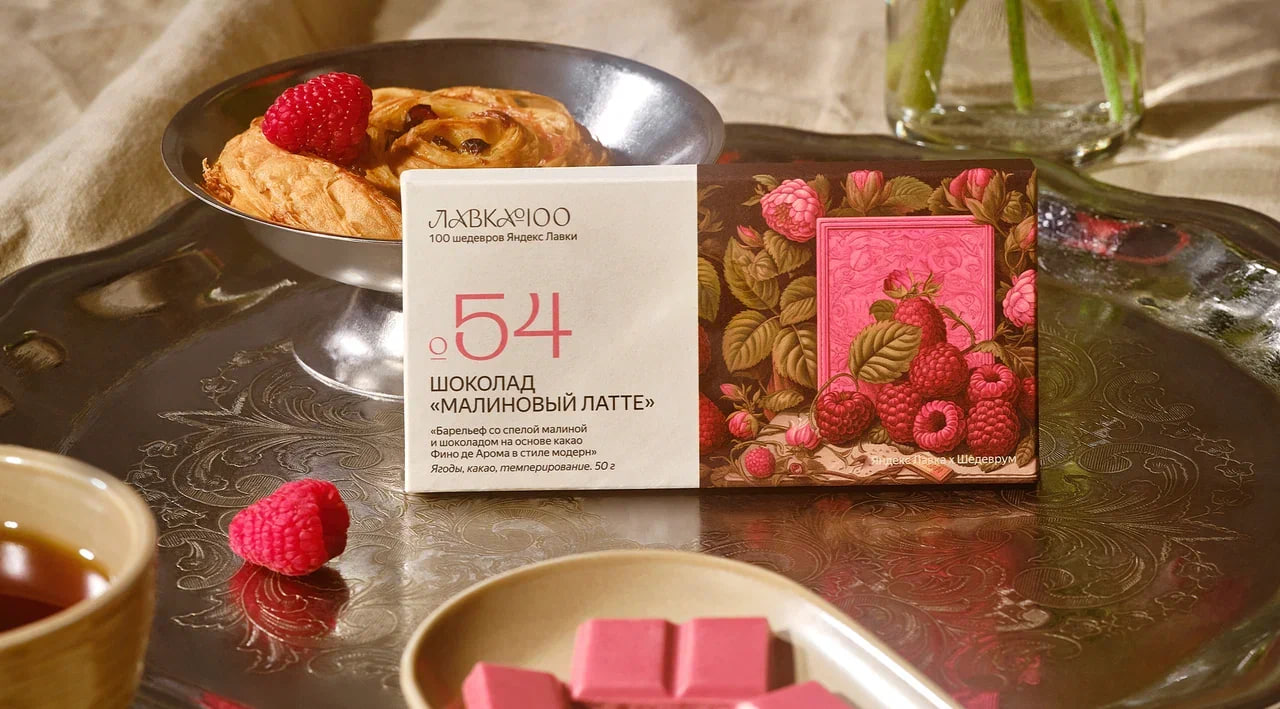 ЛАВКА№100
100 шедевров Яндекс Лавки
№54
ШОКОЛАД
«МАЛИНОВЫЙ ЛАТТЕ»
«Барельеф со спелой малиной
и шоколадом на основе какао
Фино де Арома в стиле модерн»
Ягоды, какао, темперирование. 50 г
Яндекс Лавка x Шедеврум